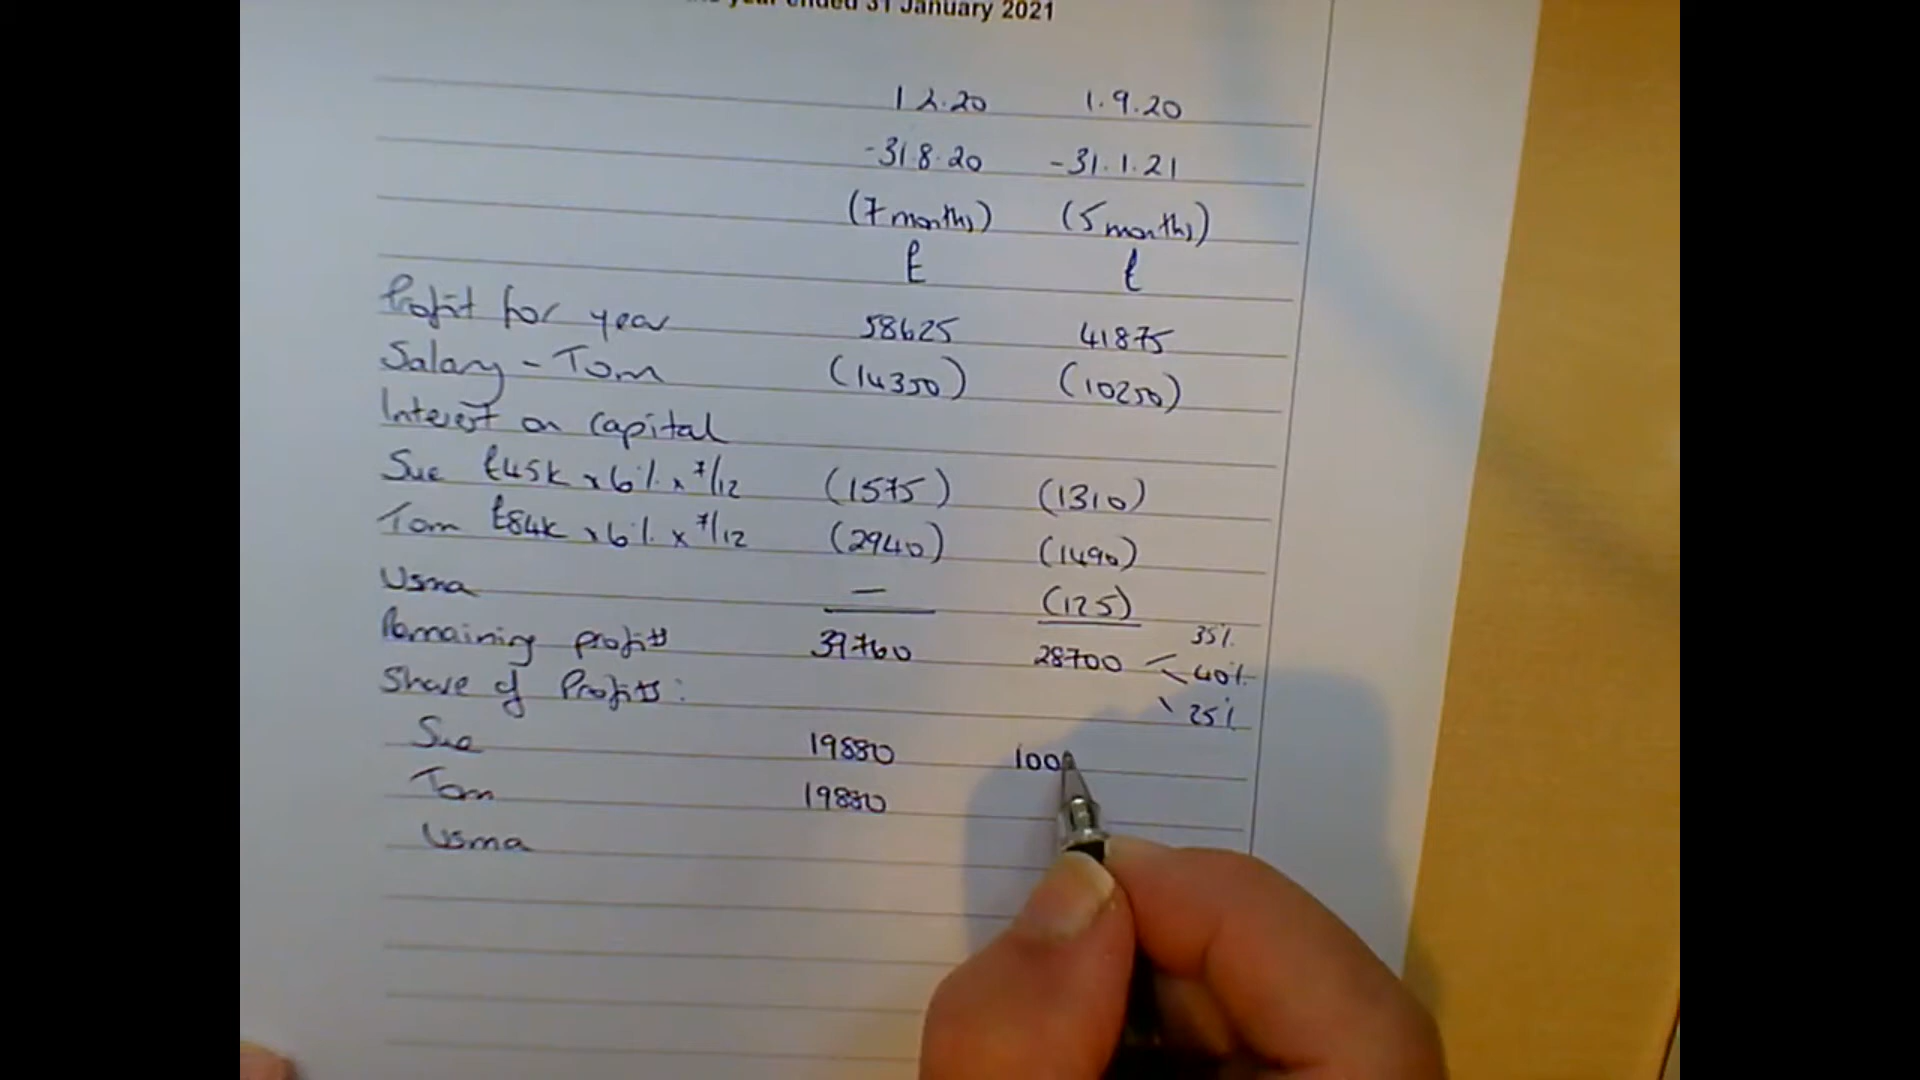 year ended 31 January 2021
1.2.20 1.9.20
-31.8.20 -31.1.21
(7 months) (5 months)
£ £
Profit for year 58625 41875
Salary - Tom (14350) (10250)
Interest on capital
Sue £45k x 6% x 7/12 (1575) (1310)
Tom £84k x 6% x 7/12 (2940) (1490)
Usma — (125)
Remaining profits 39760 28700
35%
40%
25%
Share of Profits:
Sue 19880 100
Tom 19880
Usma